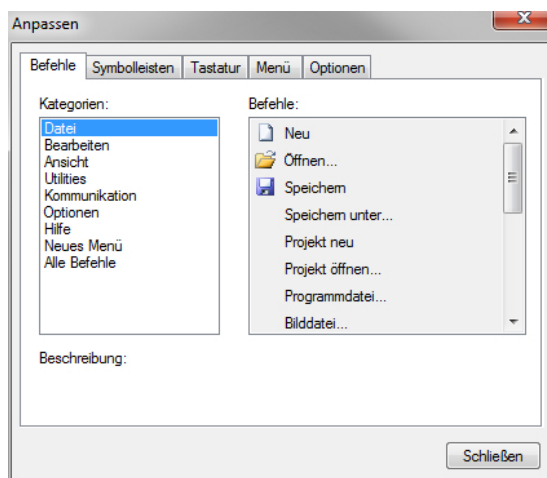 Anpassen
Befehle Symbolleisten Tastatur Menü Optionen
Kategorien:
Datei
Bearbeiten
Ansicht
Utilities
Kommunikation
Optionen
Hilfe
Neues Menü
Alle Befehle
Befehle:
Neu
Öffnen...
Speichern
Speichern unter...
Projekt neu
Projekt öffnen...
Programmdatei...
Bilddatei...
Beschreibung:
Schließen